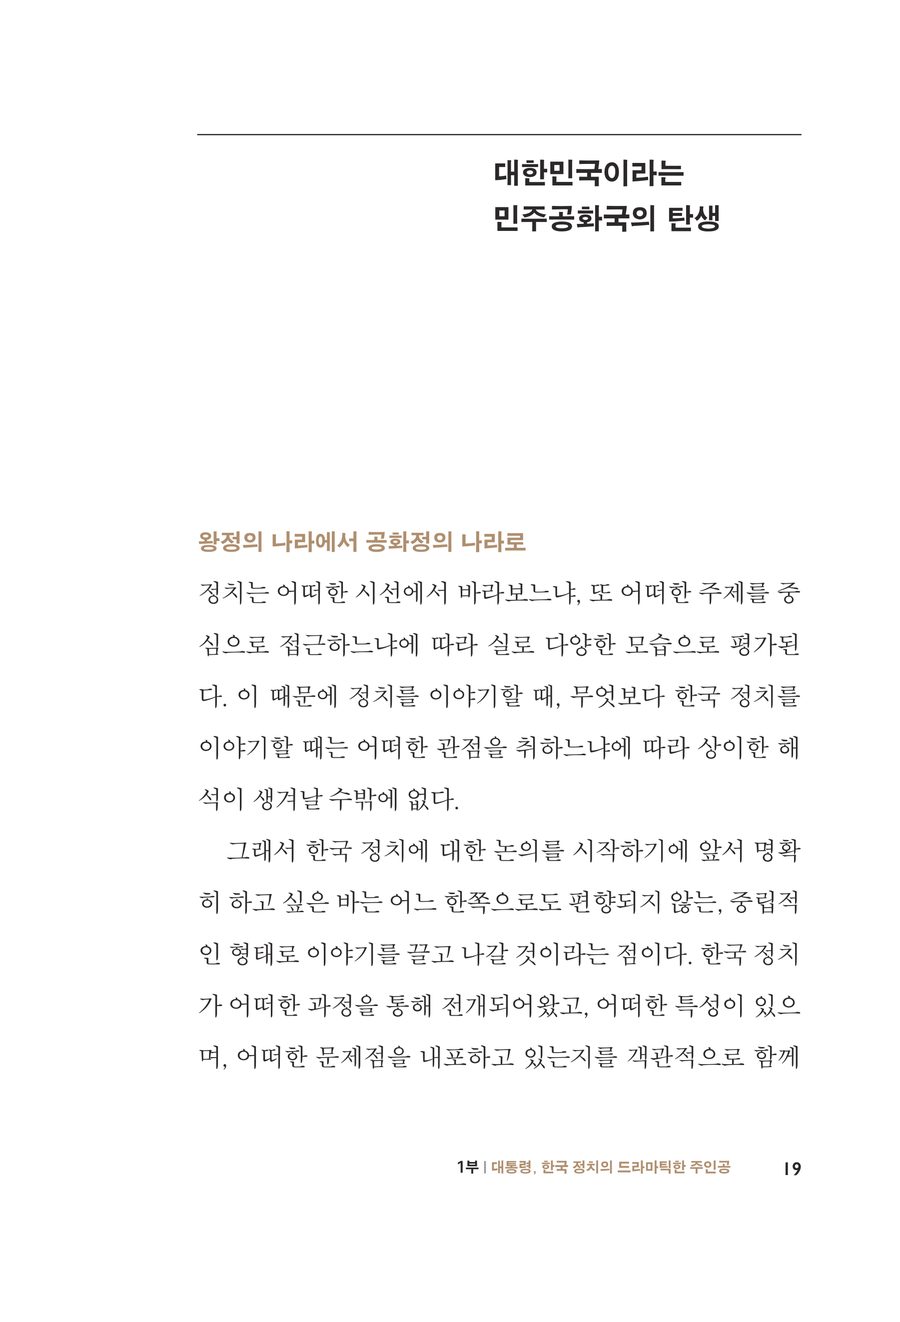 대한민국이라는
민주공화국의 탄생
왕정의 나라에서 공화정의 나라로
정치는 어떠한 시선에서 바라보느냐, 또 어떠한 주제를 중
심으로 접근하느냐에 따라 실로 다양한 모습으로 평가된
다. 이 때문에 정치를 이야기할 때, 무엇보다 한국 정치를
이야기할 때는 어떠한 관점을 취하느냐에 따라 상이한 해
석이 생겨날 수밖에 없다.
그래서 한국 정치에 대한 논의를 시작하기에 앞서 명확
히 하고 싶은 바는 어느 한쪽으로도 편향되지 않는, 중립적
인 형태로 이야기를 끌고 나갈 것이라는 점이다. 한국 정치
가 어떠한 과정을 통해 전개되어왔고, 어떠한 특성이 있으
며, 어떠한 문제점을 내포하고 있는지를 객관적으로 함께
1부 | 대통령, 한국 정치의 드라마틱한 주인공 19